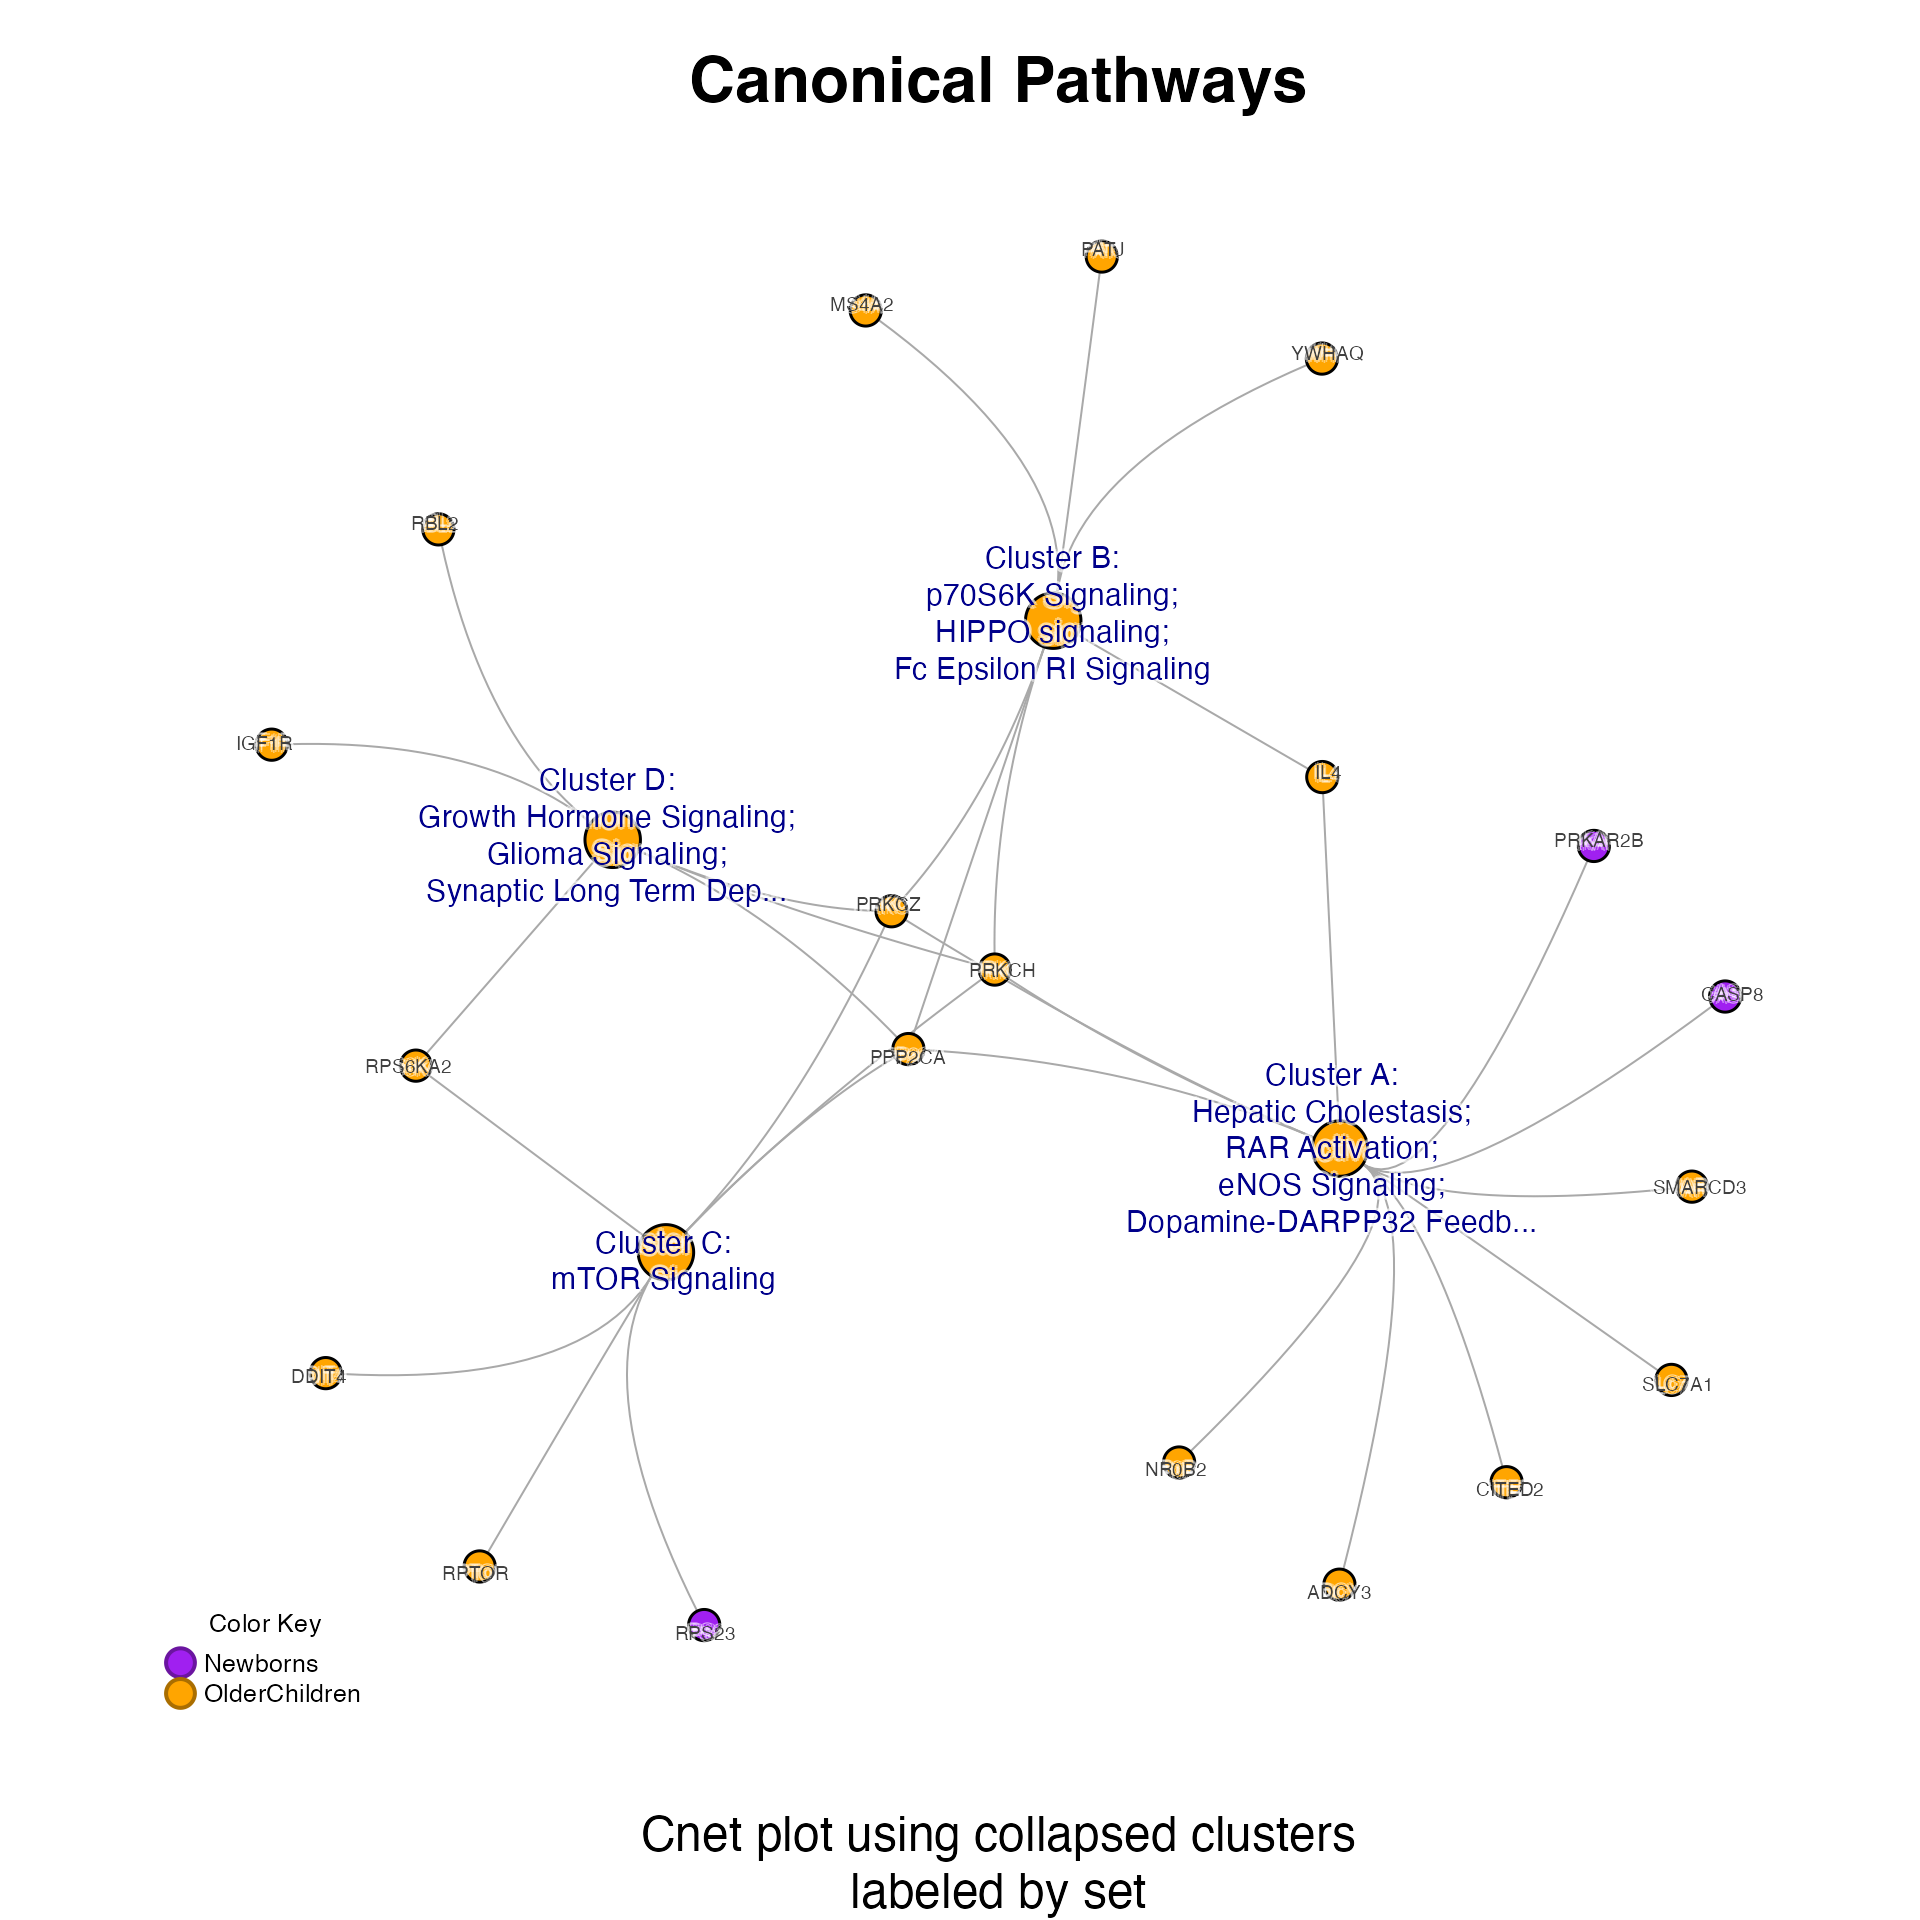 Canonical Pathways
PATJ
MS4A2
YWHAQ
RBL2
Cluster B:
p70S6K Signaling;
HIPPO signaling;
Fc Epsilon RI Signaling
IGF1R
IL4
Cluster D:
Growth Hormone Signaling;
Glioma Signaling;
Synaptic Long Term Dep...
PRKAR2B
PRKCZ
PRKCH
CASP8
PPP2CA
RPS6KA2
Cluster A:
Hepatic Cholestasis;
RAR Activation;
eNOS Signaling;
Dopamine-DARPP32 Feedb...
SMARCD3
Cluster C:
mTOR Signaling
DDIT4
SLC7A1
NR0B2
CITED2
RPTOR
ADCY3
RPS23
Color Key
Newborns
OlderChildren
Cnet plot using collapsed clusters
labeled by set